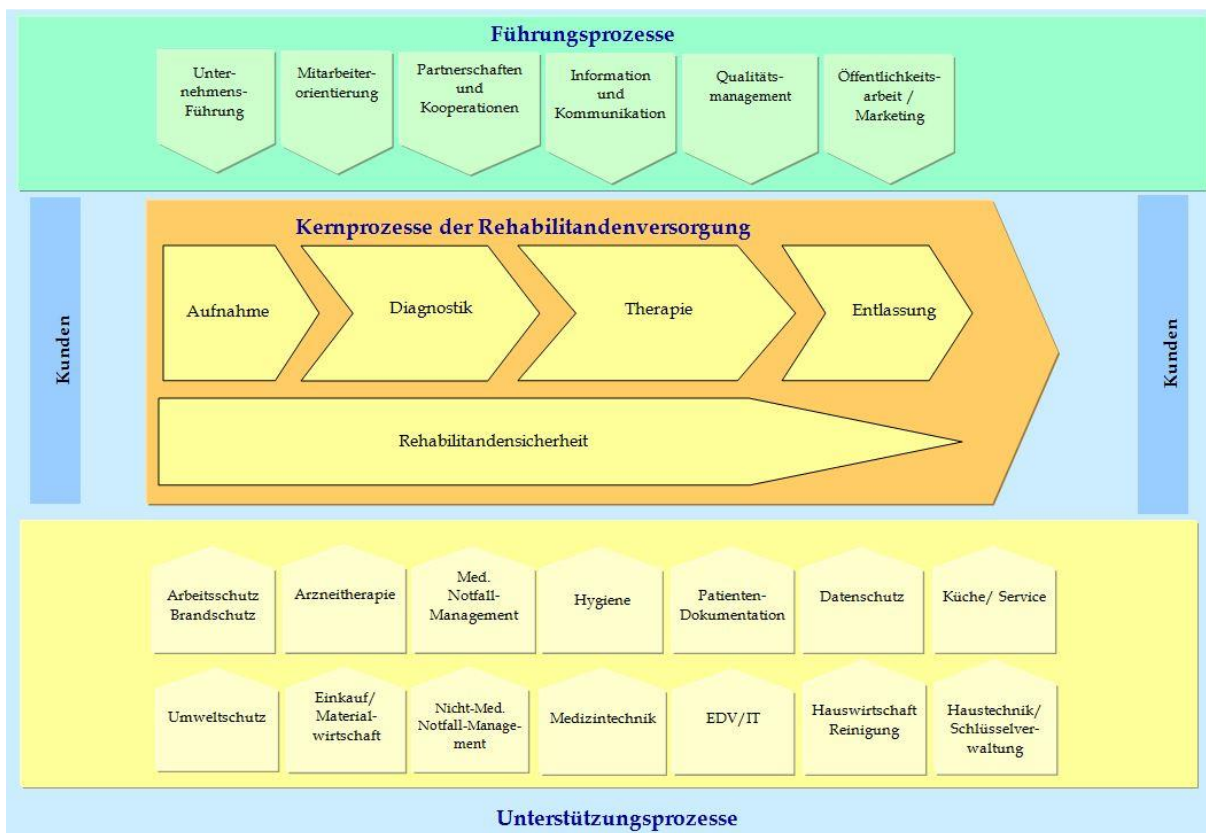 Führungsprozesse
Unter-
nehmens-
Führung
Mitarbeiter-
orientierung
Partnerschaften
und
Kooperationen
Information
und
Kommunikation
Qualitäts-
management
Öffentlichkeits-
arbeit /
Marketing
Kunden
Kernprozesse der Rehabilitandenversorgung
Aufnahme
Diagnostik
Therapie
Entlassung
Rehabilitandensicherheit
Kunden
Arbeitsschutz
Brandschutz
Arzneitherapie
Med.
Notfall-
Management
Hygiene
Patienten-
Dokumentation
Datenschutz
Küche/ Service
Umweltschutz
Einkauf/
Material-
wirtschaft
Nicht-Med.
Notfall-Manage-
ment
Medizintechnik
EDV/IT
Hauswirtschaft
Reinigung
Haustechnik/
Schlüsselver-
waltung
Unterstützungsprozesse